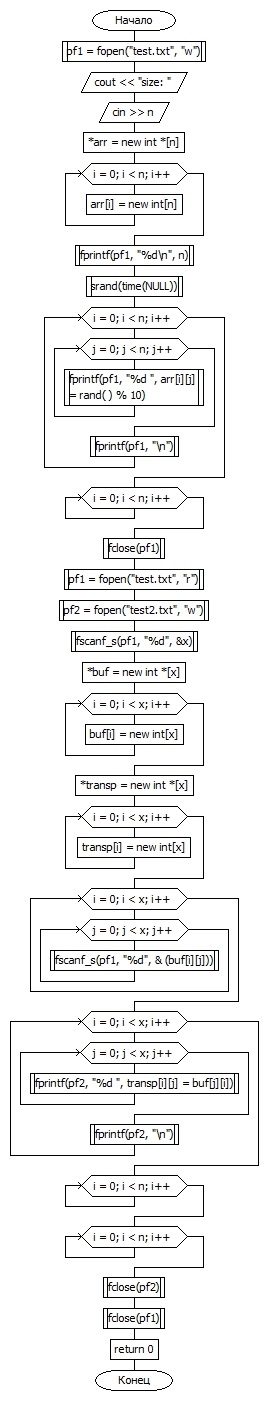 Начало
pf1 = fopen("test.txt", "w")
cout << "size: "
cin >> n
*arr = new int *[n]
i = 0; i < n; i++
arr[i] = new int[n]
fprintf(pf1, "%d\n", n)
srand(time(NULL))
i = 0; i < n; i++
j = 0; j < n; j++
fprintf(pf1, "%d ", arr[i][j]
= rand( ) % 10)
fprintf(pf1, "\n")
i = 0; i < n; i++
fclose(pf1)
pf1 = fopen("test.txt", "r")
pf2 = fopen("test2.txt", "w")
fscanf_s(pf1, "%d", &x)
*buf = new int *[x]
i = 0; i < x; i++
buf[i] = new int[x]
*transp = new int *[x]
i = 0; i < x; i++
transp[i] = new int[x]
i = 0; i < x; i++
j = 0; j < x; j++
fscanf_s(pf1, "%d", & (buf[i][j]))
i = 0; i < x; i++
j = 0; j < x; j++
fprintf(pf2, "%d ", transp[i][j] = buf[j][i])
fprintf(pf2, "\n")
i = 0; i < n; i++
i = 0; i < n; i++
fclose(pf2)
fclose(pf1)
return 0
Конец